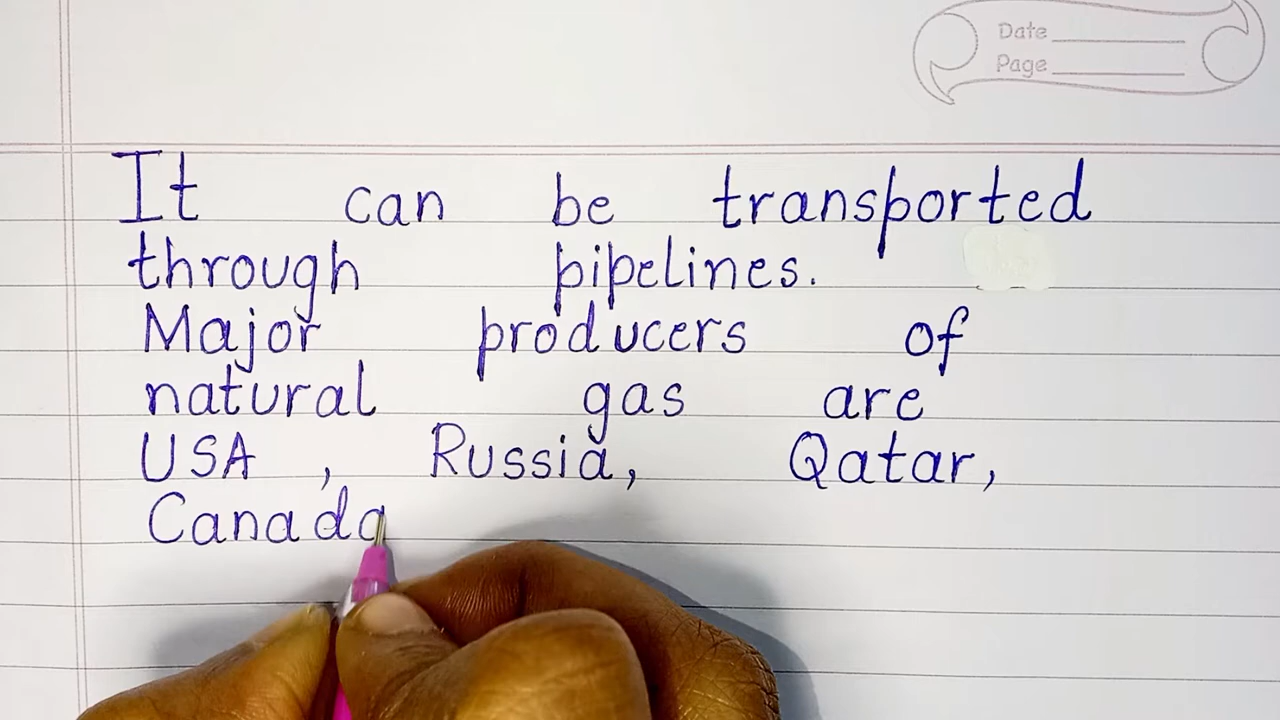 Date
Page
It can be transported
through pipelines.
Major producers of
natural gas are
USA , Russia, Qatar,
Canada